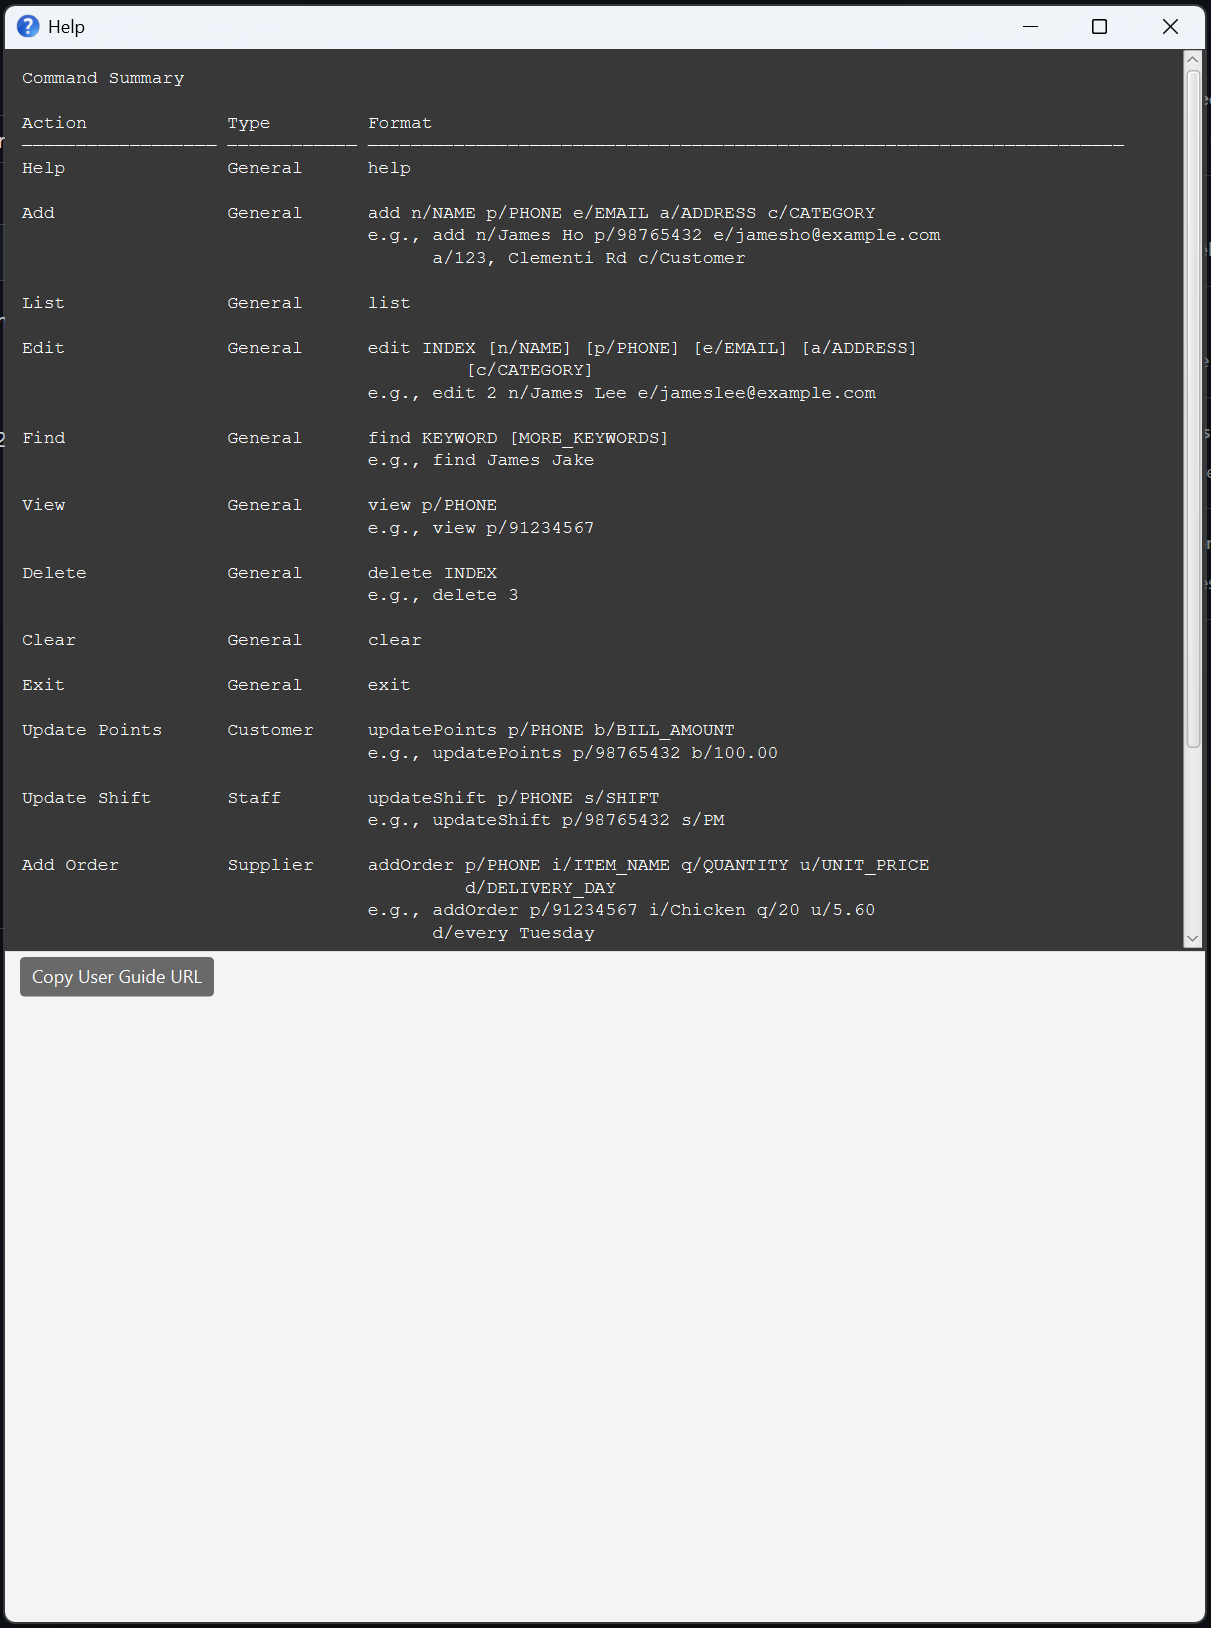 Help
Command Summary
Action Type Format
Help General help
Add General add n/NAME p/PHONE e/EMAIL a/ADDRESS c/CATEGORY
e.g., add n/James Ho p/98765432 e/jamesho@example.com
a/123, Clementi Rd c/Customer
List General list
Edit General edit INDEX [n/NAME] [p/PHONE] [e/EMAIL] [a/ADDRESS]
[c/CATEGORY]
e.g., edit 2 n/James Lee e/jameslee@example.com
Find General find KEYWORD [MORE_KEYWORDS]
e.g., find James Jake
View General view p/PHONE
e.g., view p/91234567
Delete General delete INDEX
e.g., delete 3
Clear General clear
Exit General exit
Update Points Customer updatePoints p/PHONE b/BILL_AMOUNT
e.g., updatePoints p/98765432 b/100.00
Update Shift Staff updateShift p/PHONE s/SHIFT
e.g., updateShift p/98765432 s/PM
Add Order Supplier addOrder p/PHONE i/ITEM_NAME q/QUANTITY u/UNIT_PRICE
d/DELIVERY_DAY
e.g., addOrder p/91234567 i/Chicken q/20 u/5.60
d/every Tuesday
Copy User Guide URL